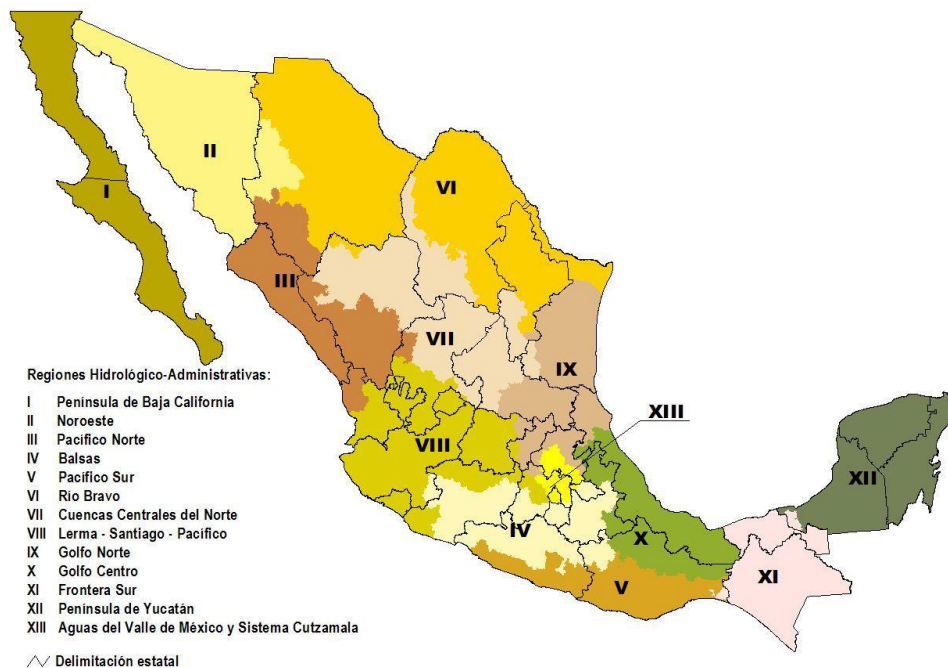 I
II
III
VI
VII
IX
VIII
XIII
IV
X
V
XI
XII
Regiones Hidrológico-Administrativas:
I Península de Baja California
II Noroeste
III Pacífico Norte
IV Balsas
V Pacífico Sur
VI Río Bravo
VII Cuencas Centrales del Norte
VIII Lerma - Santiago - Pacífico
IX Golfo Norte
X Golfo Centro
XI Frontera Sur
XII Península de Yucatán
XIII Aguas del Valle de México y Sistema Cutzamala
Delimitación estatal